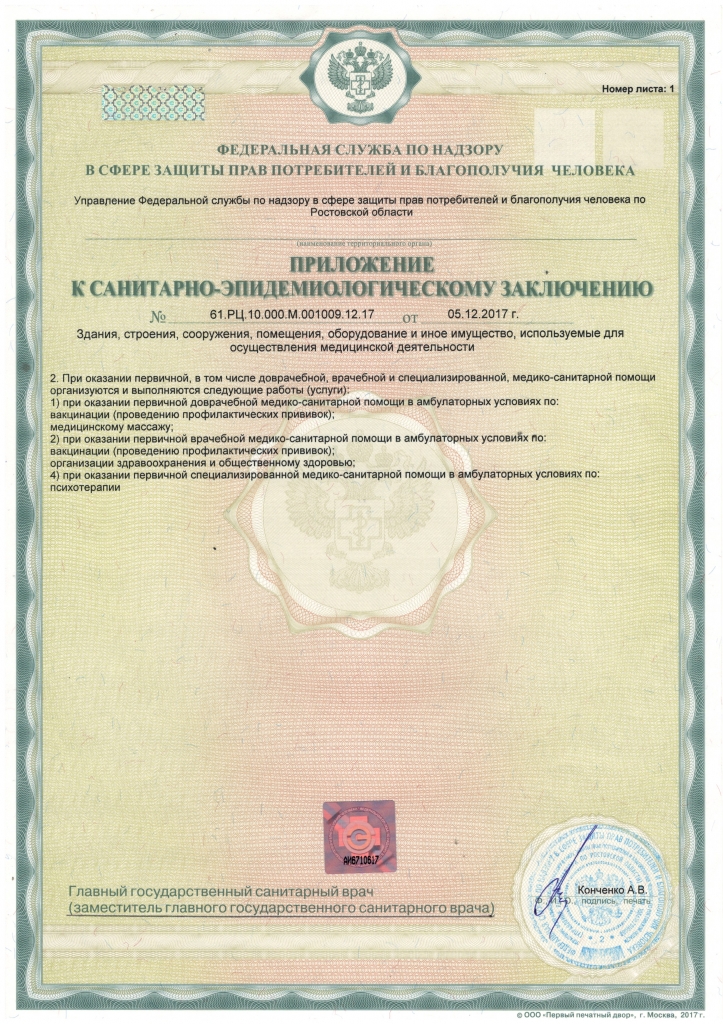 Номер листа: 1
ФЕДЕРАЛЬНАЯ СЛУЖБА ПО НАДЗОРУ
В СФЕРЕ ЗАЩИТЫ ПРАВ ПОТРЕБИТЕЛЕЙ И БЛАГОПОЛУЧИЯ ЧЕЛОВЕКА
Управление Федеральной службы по надзору в сфере защиты прав потребителей и благополучия человека по
Ростовской области
(наименование территориального органа)
ПРИЛОЖЕНИЕ
К САНИТАРНО-ЭПИДЕМИОЛОГИЧЕСКОМУ ЗАКЛЮЧЕНИЮ
№ 61.РЦ.10.000.М.001009.12.17 от 05.12.2017 г.
Здания, строения, сооружения, помещения, оборудование и иное имущество, используемые для
осуществления медицинской деятельности
2. При оказании первичной, в том числе доврачебной, врачебной и специализированной, медико-санитарной помощи
организуются и выполняются следующие работы (услуги):
1) при оказании первичной доврачебной медико-санитарной помощи в амбулаторных условиях по:
вакцинации (проведению профилактических прививок);
медицинскому массажу;
2) при оказании первичной врачебной медико-санитарной помощи в амбулаторных условиях по:
вакцинации (проведению профилактических прививок);
организации здравоохранения и общественному здоровью;
4) при оказании первичной специализированной медико-санитарной помощи в амбулаторных условиях по:
психотерапии
Главный государственный санитарный врач
(заместитель главного государственного санитарного врача)
Конченко А.В.
Ф. И. О., подпись, печать
© ООО «Первый печатный двор», г. Москва, 2017 г.